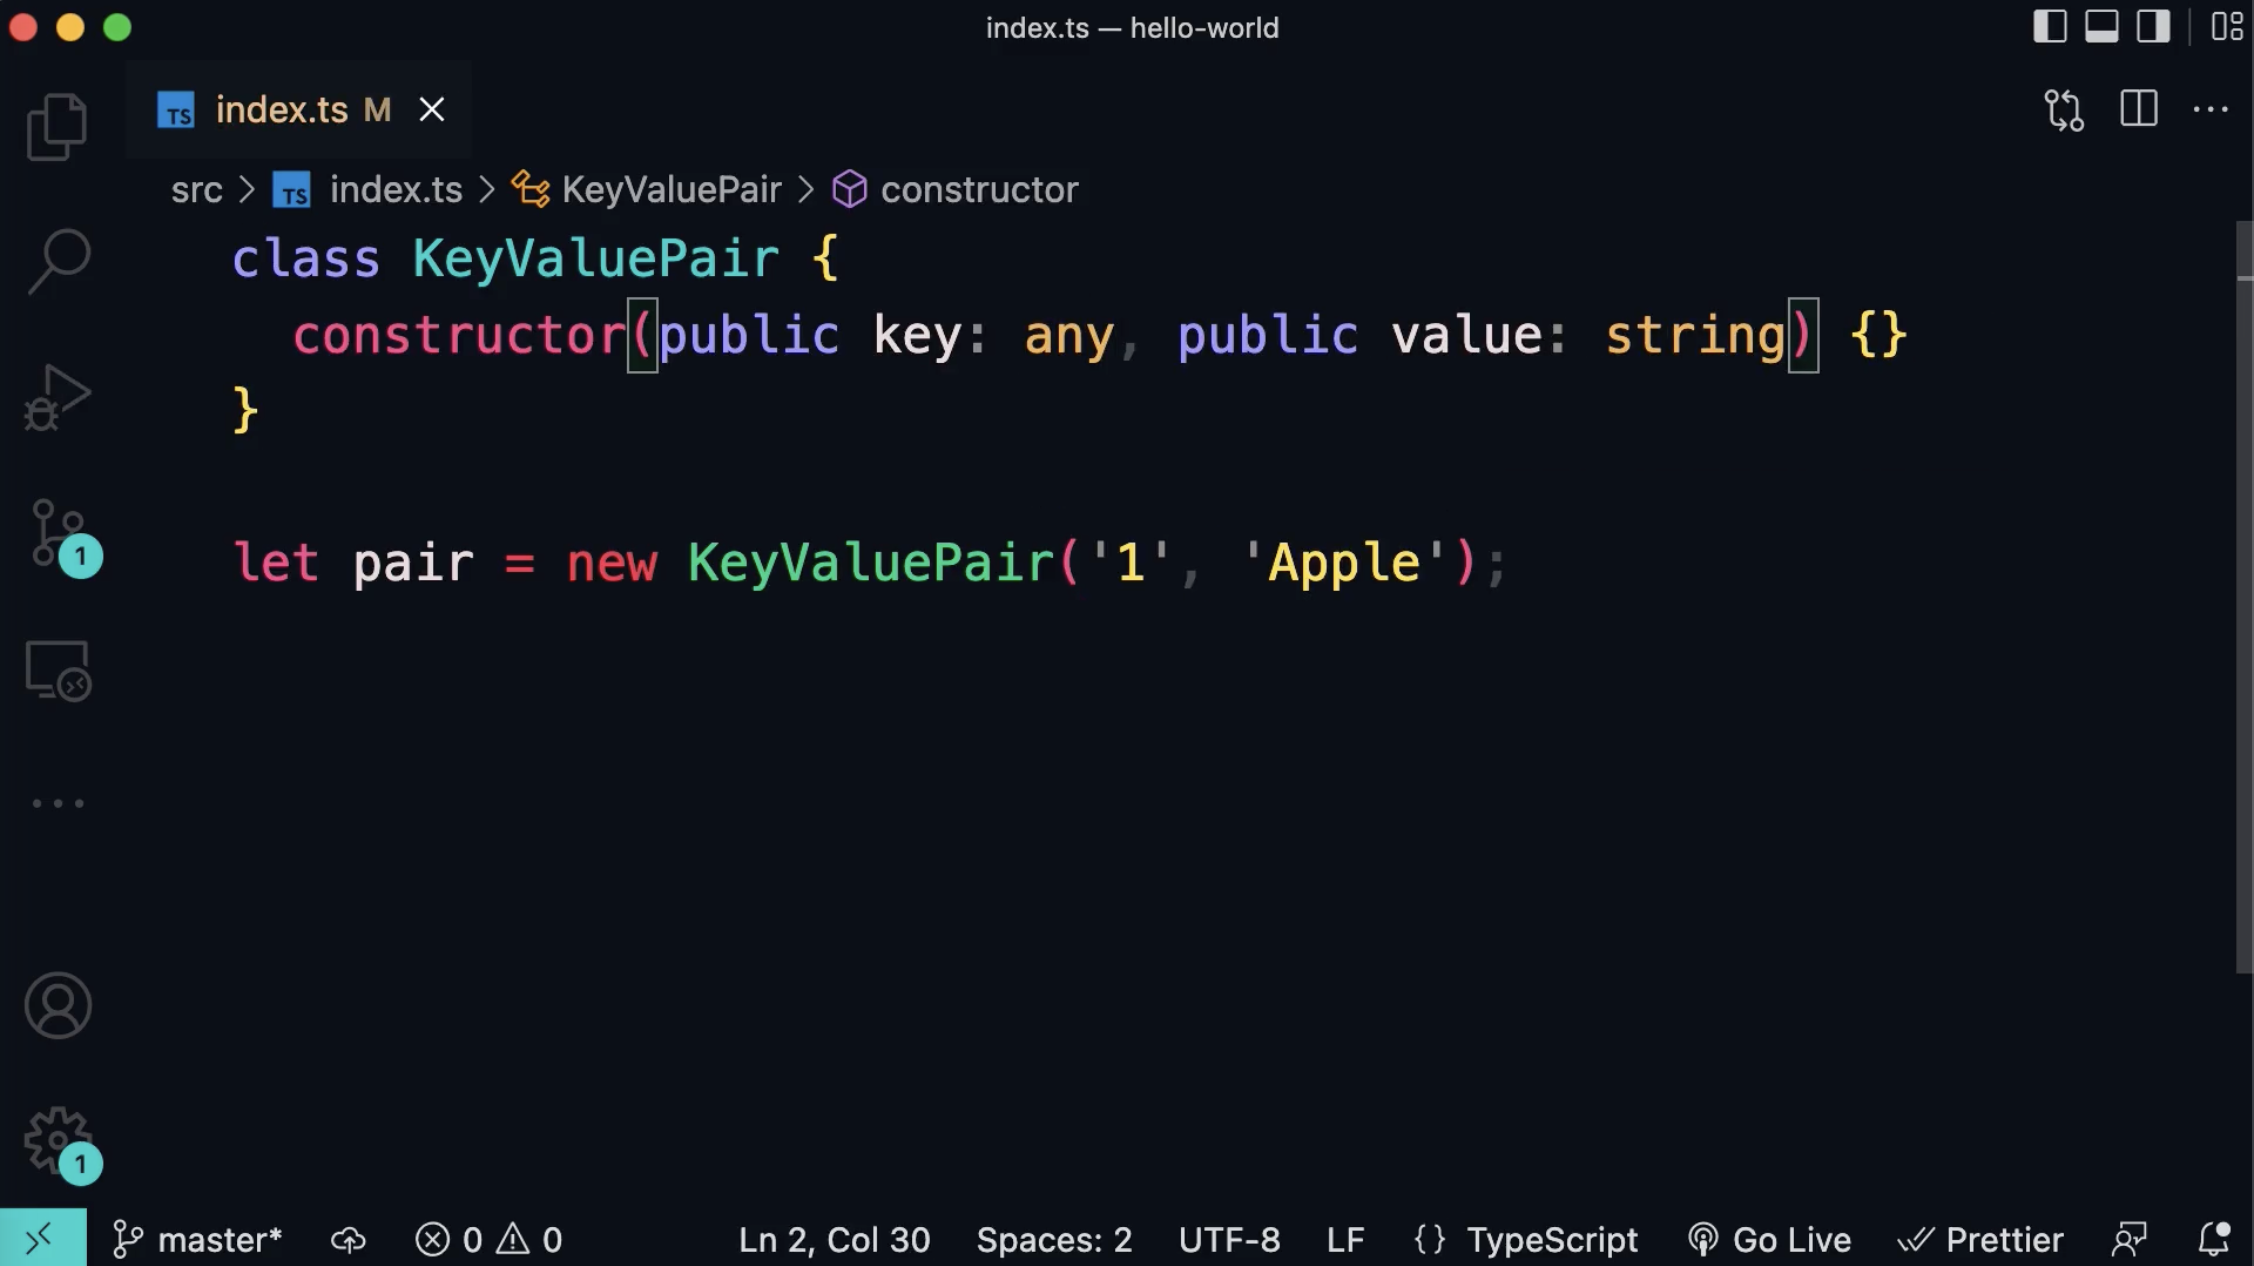 index.ts — hello-world
TS index.ts M
src > TS index.ts > KeyValuePair > constructor
class KeyValuePair {
constructor(public key: any, public value: string) {}
}
let pair = new KeyValuePair('1', 'Apple');
1
1
master* 0 0 Ln 2, Col 30 Spaces: 2 UTF-8 LF {} TypeScript Go Live Prettier